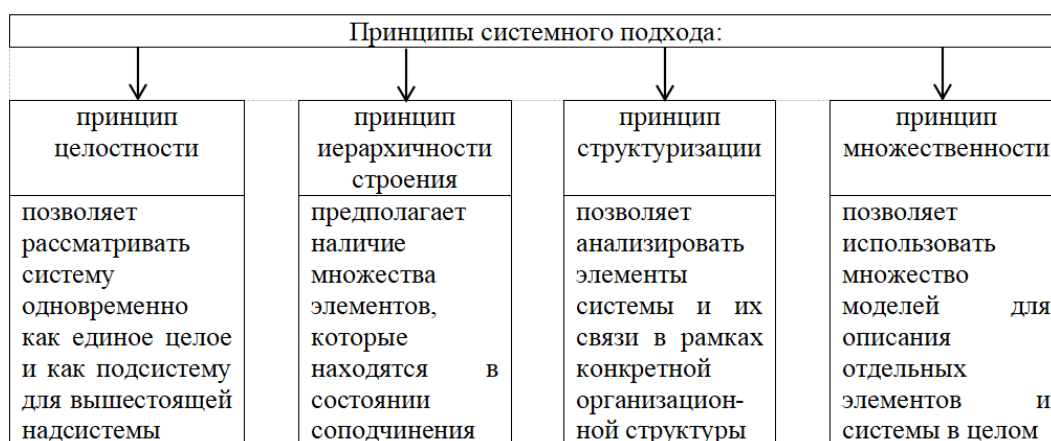 Принципы системного подхода:
принцип
целостности
позволяет
рассматривать
систему
одновременно
как единое целое
и как подсистему
для вышестоящей
надсистемы
принцип
иерархичности
строения
предполагает
наличие
множества
элементов,
которые
находятся в
состоянии
соподчинения
принцип
структуризации
позволяет
анализировать
элементы
системы и их
связи в рамках
конкретной
организацион-
ной структуры
принцип
множественности
позволяет
использовать
множество
моделей для
описания
отдельных
элементов и
системы в целом